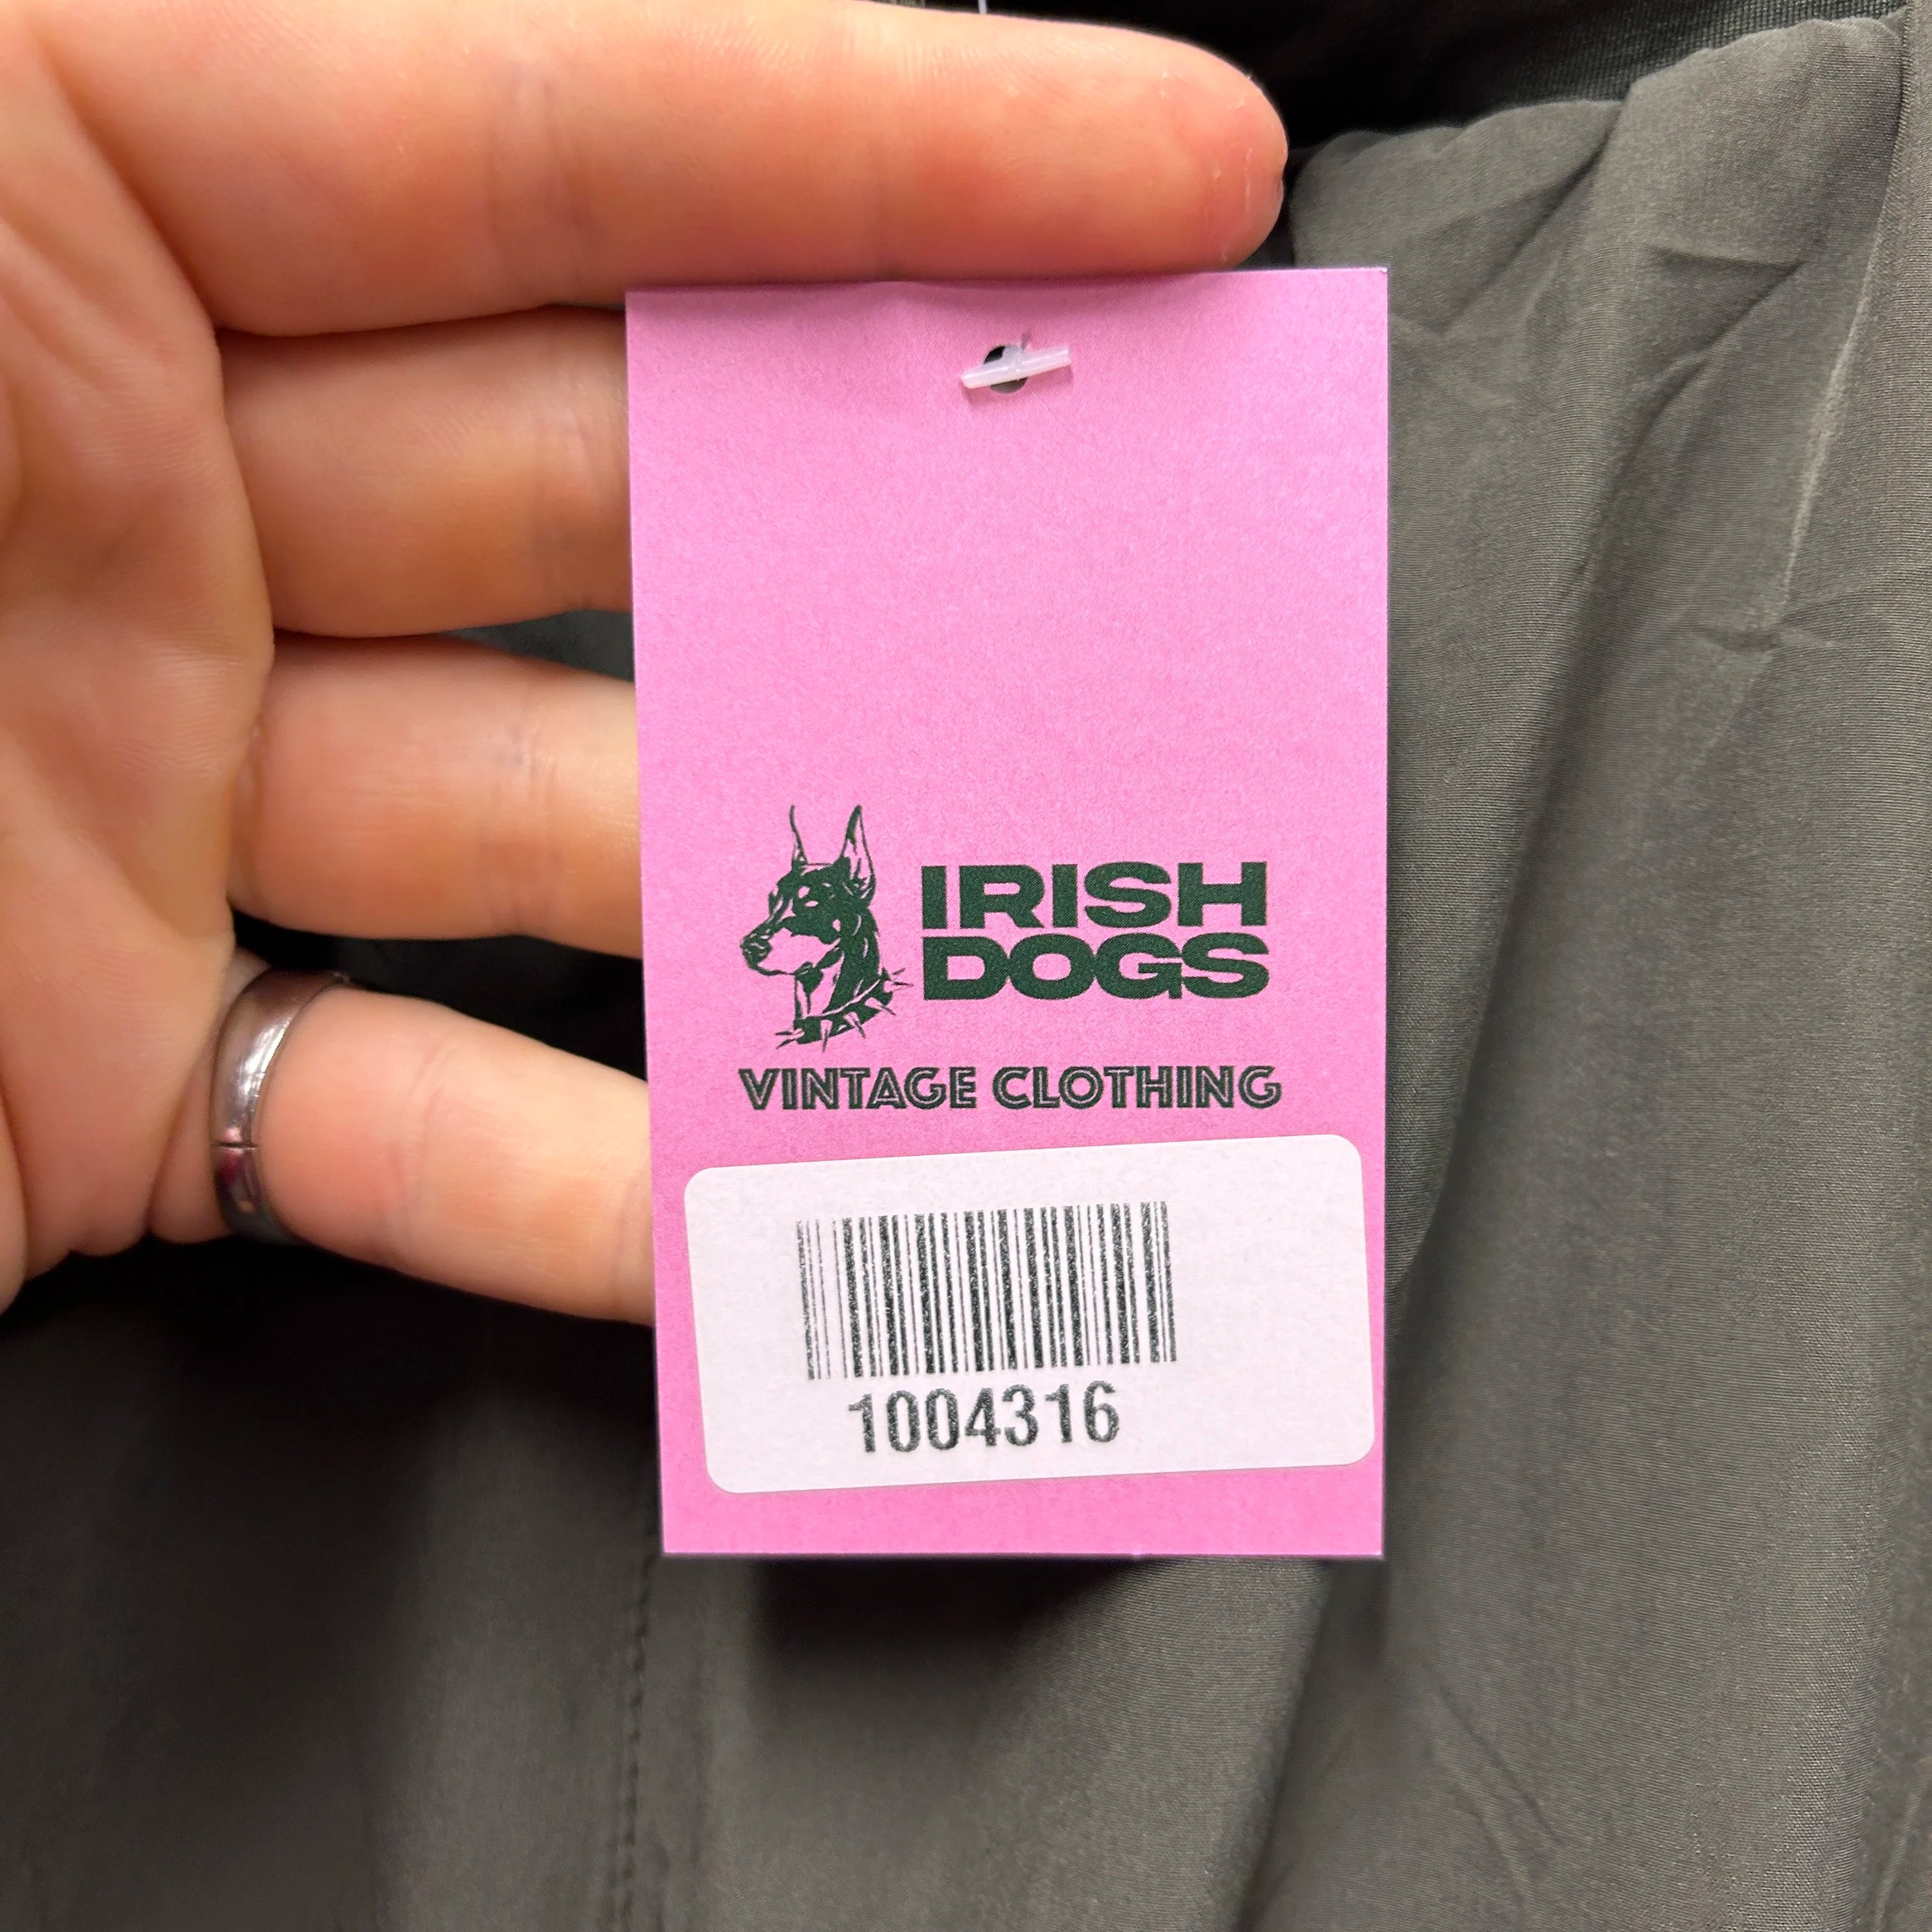 IRISH
DOGS
VINTAGE CLOTHING
1004316